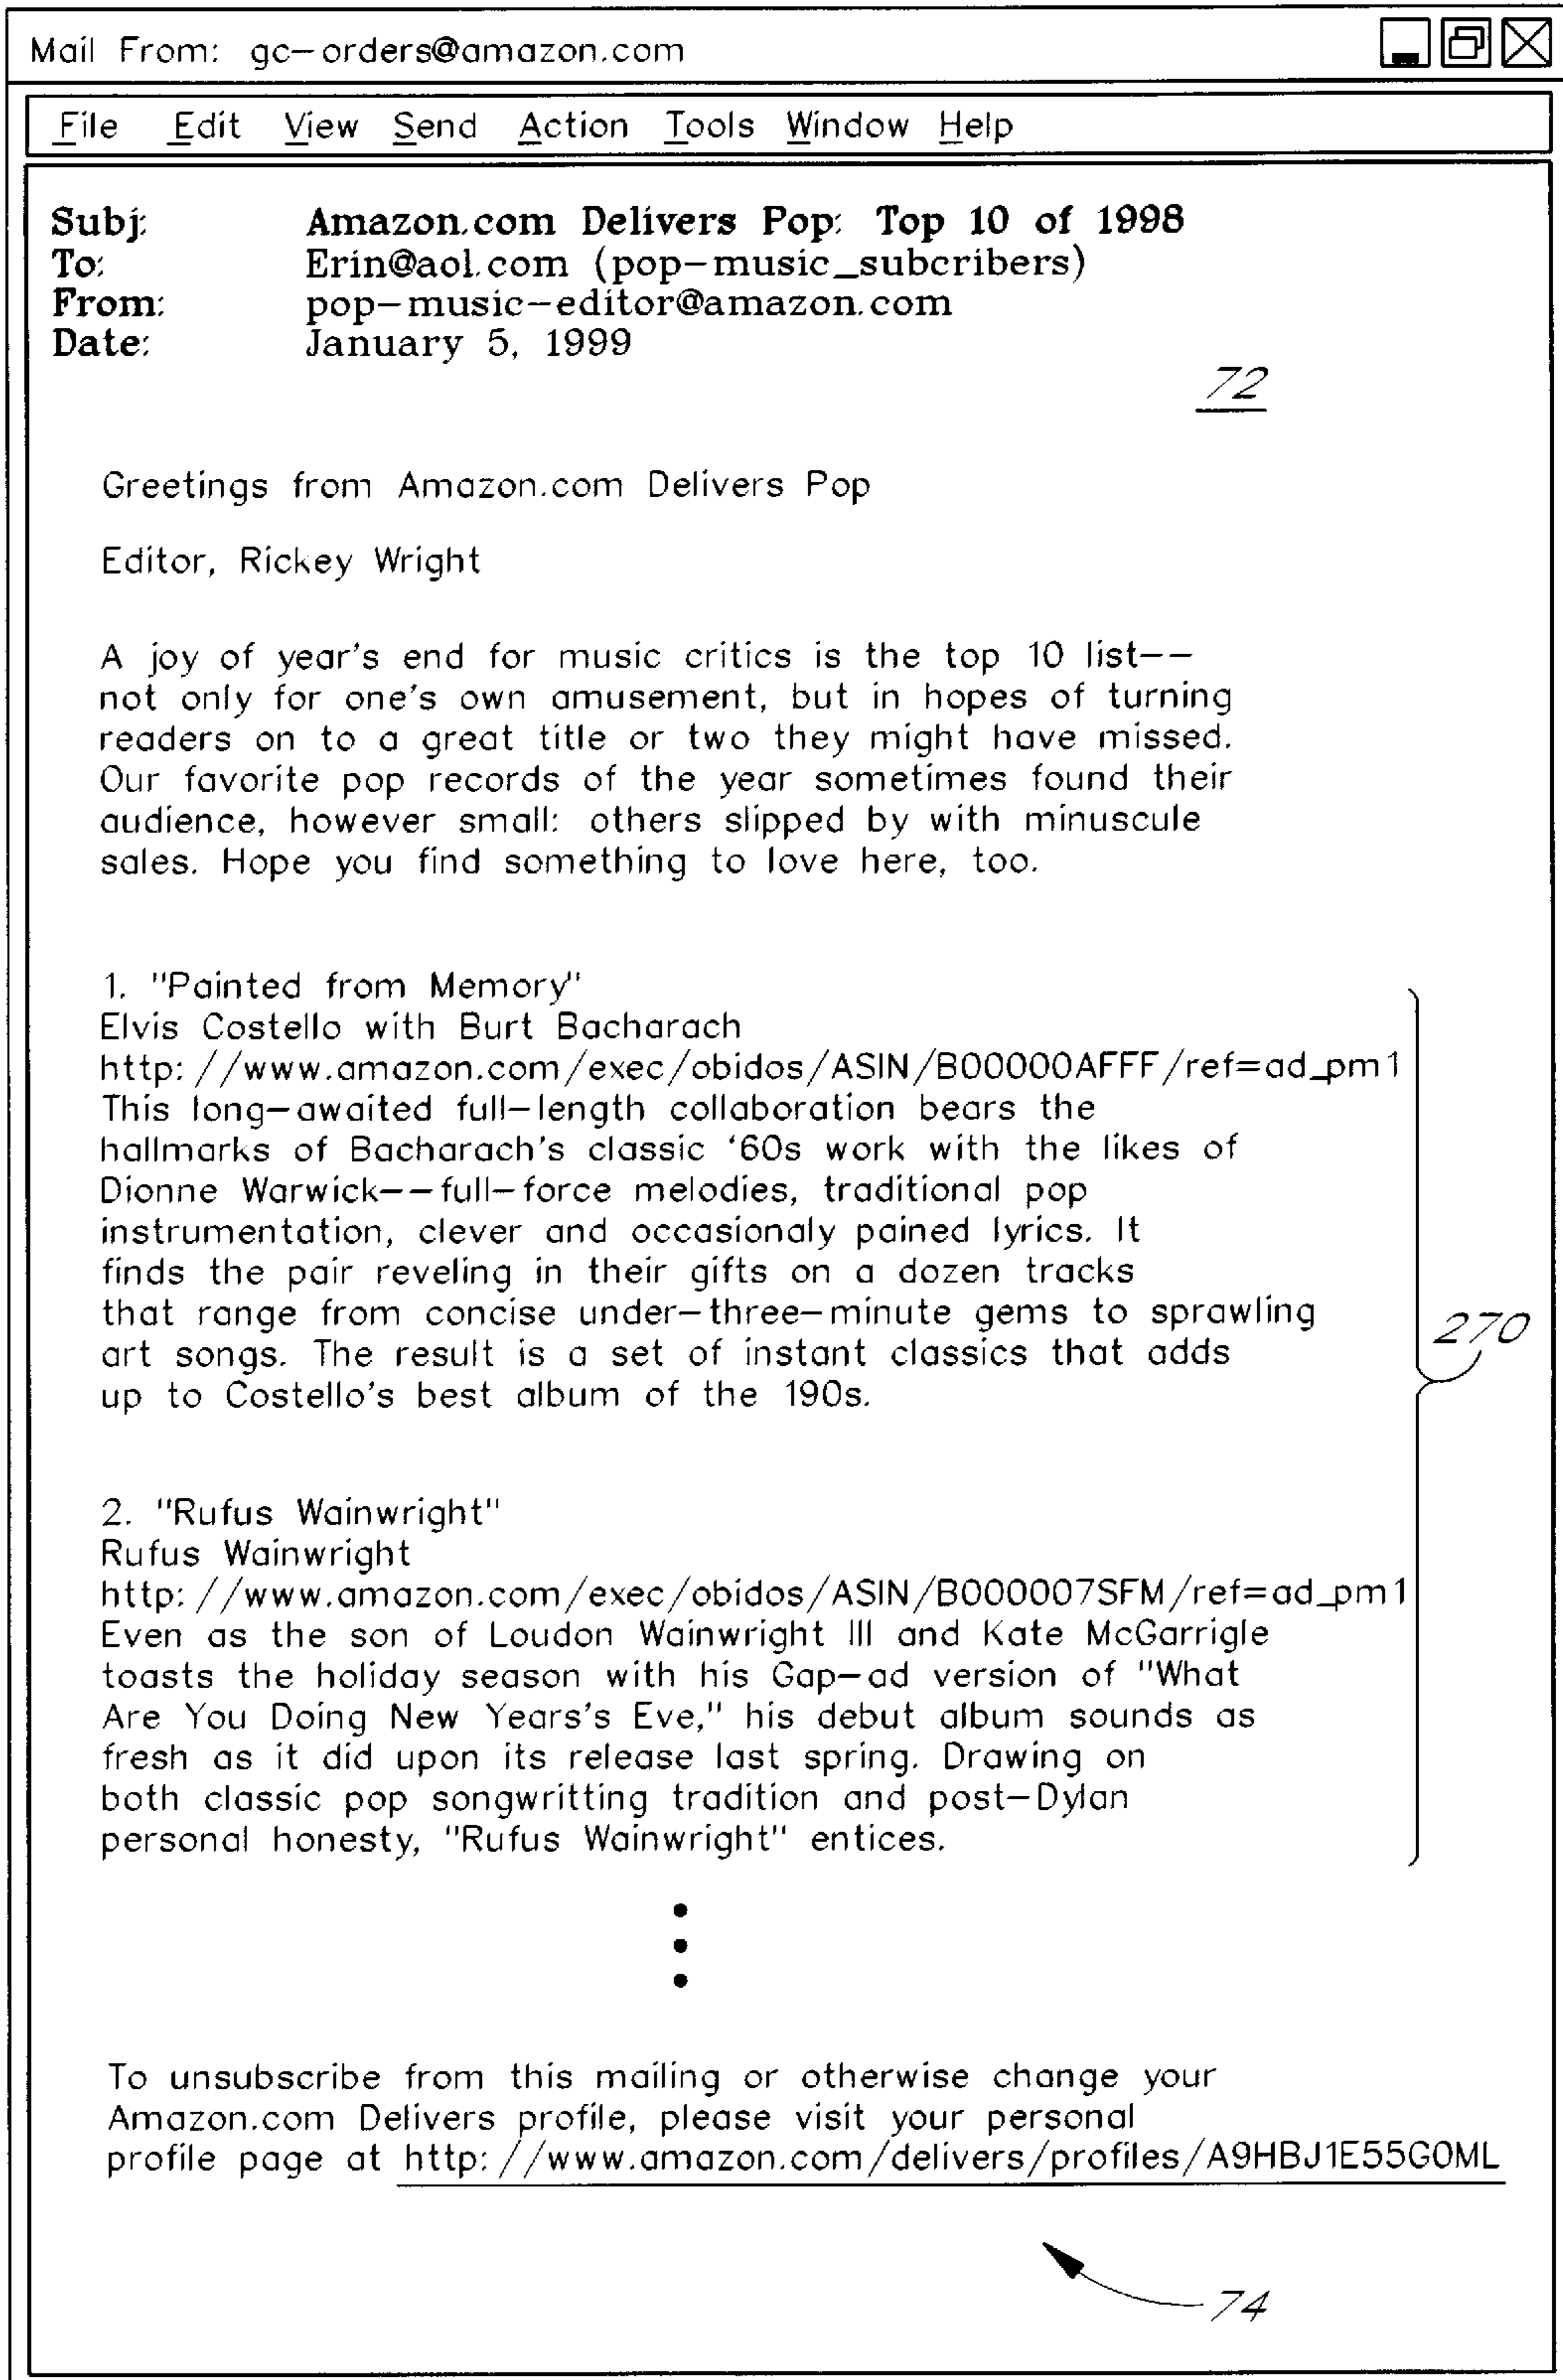 Mail From: gc-orders@amazon.com
File Edit View Send Action Tools Window Help
Subj: Amazon.com Delivers Pop: Top 10 of 1998
To: Erin@aol.com (pop-music_subcribers)
From: pop-music-editor@amazon.com
Date: January 5, 1999
72
Greetings from Amazon.com Delivers Pop
Editor, Rickey Wright
A joy of year's end for music critics is the top 10 list--
not only for one's own amusement, but in hopes of turning
readers on to a great title or two they might have missed.
Our favorite pop records of the year sometimes found their
audience, however small: others slipped by with minuscule
sales. Hope you find something to love here, too.
1. "Painted from Memory"
Elvis Costello with Burt Bacharach
http: //www.amazon.com/exec/obidos/ASIN/B00000AFFF/ref=ad_pm1
This long-awaited full-length collaboration bears the
hallmarks of Bacharach's classic '60s work with the likes of
Dionne Warwick--full-force melodies, traditional pop
instrumentation, clever and occasionaly pained lyrics. It
finds the pair reveling in their gifts on a dozen tracks
that range from concise under-three-minute gems to sprawling
art songs. The result is a set of instant classics that adds
up to Costello's best album of the 190s.
270
2. "Rufus Wainwright"
Rufus Wainwright
http: //www.amazon.com/exec/obidos/ASIN/B000007SFM/ref=ad_pm1
Even as the son of Loudon Wainwright III and Kate McGarrigle
toasts the holiday season with his Gap-ad version of "What
Are You Doing New Years's Eve," his debut album sounds as
fresh as it did upon its release last spring. Drawing on
both classic pop songwritting tradition and post-Dylan
personal honesty, "Rufus Wainwright" entices.
To unsubscribe from this mailing or otherwise change your
Amazon.com Delivers profile, please visit your personal
profile page at http: //www.amazon.com/delivers/profiles/A9HBJ1E55G0ML
74